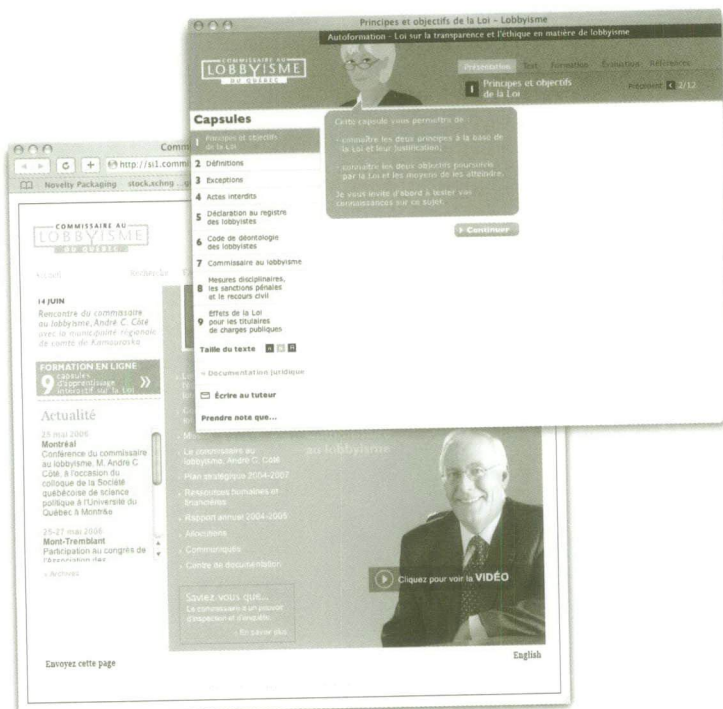 Principes et objectifs de la Loi – Lobbyisme
Autoformation - Loi sur la transparence et l'éthique en matière de lobbyisme
COMMISSAIRE AU
LOBBYISME
DU QUÉBEC
Présentation Test Formation Évaluation Références
1 Principes et objectifs
de la Loi
Précédent 2/12
Capsules
1 Principes et objectifs
de la Loi
2 Définitions
3 Exceptions
4 Actes interdits
5 Déclaration au registre
des lobbyistes
6 Code de déontologie
des lobbyistes
7 Commissaire au lobbyisme
8 Mesures disciplinaires,
les sanctions pénales
et le recours civil
9 Effets de la Loi
pour les titulaires
de charges publiques
Taille du texte
» Documentation juridique
Écrire au tuteur
Prendre note que...
Cette capsule vous permettra de :
- connaître les deux principes à la base de
la Loi et leur justification;
- connaître les deux objectifs poursuivis
par la Loi et les moyens de les atteindre.
Je vous invite d'abord à tester vos
connaissances sur ce sujet.
Continuer
Comm
http://si1.commi
Novelty Packaging stock.xchng
COMMISSAIRE AU
LOBBYISME
DU QUÉBEC
Accueil Recherche
14 JUIN
Rencontre du commissaire
au lobbyisme, André C. Côté
avec la municipalité régionale
de comté de Kamouraska
FORMATION EN LIGNE
9 capsules
d'apprentissage
interactif sur la Loi
Actualité
25 mai 2006
Montréal
Conférence du commissaire
au lobbyisme, M. André C.
Côté, à l'occasion du
colloque de la Société
québécoise de science
politique à l'Université du
Québec à Montréa
25-27 mai 2006
Mont-Tremblant
Participation au congrès de
l'Association des
» Archives
au lobbyisme
Le commissaire au
lobbyisme, André C. Côté
Plan stratégique 2004-2007
Ressources humaines et
financières
Rapport annuel 2004-2005
Allocutions
Communiqués
Centre de documentation
Saviez-vous que...
Le commissaire a un pouvoir
d'inspection et d'enquête.
En savoir plus
Cliquez pour voir la VIDÉO
Envoyez cette page
English